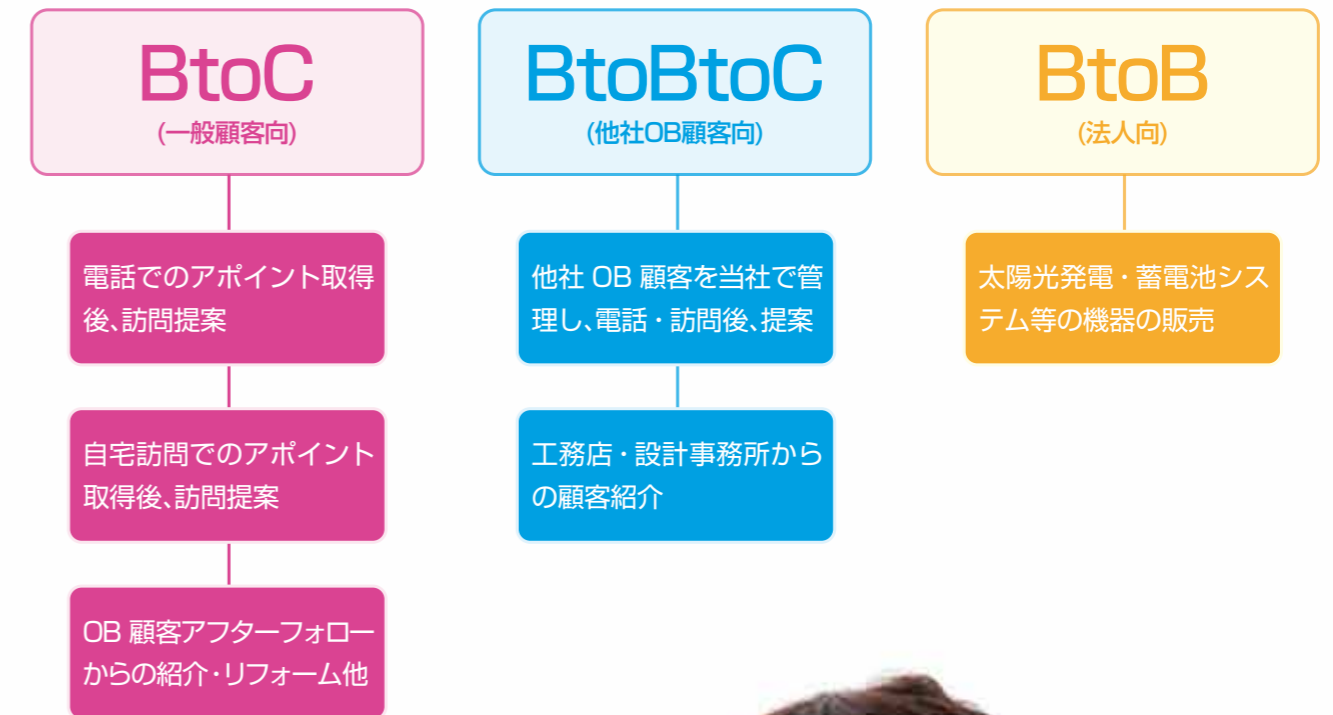 BtoC
(一般顧客向)
電話でのアポイント取得
後、訪問提案
自宅訪問でのアポイント
取得後、訪問提案
OB 顧客アフターフォロー
からの紹介・リフォーム他
BtoBtoC
(他社OB顧客向)
他社 OB 顧客を当社で管
理し、電話・訪問後、提案
工務店・設計事務所から
の顧客紹介
BtoB
(法人向)
太陽光発電・蓄電池シス
テム等の機器の販売